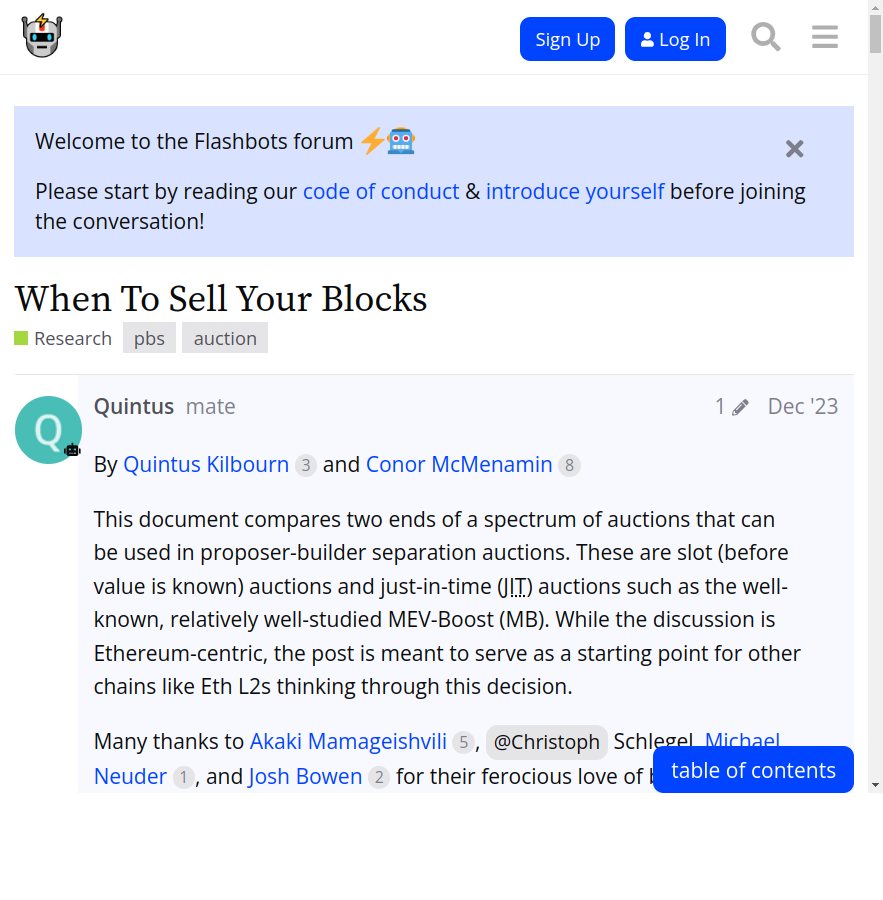 Sign Up
Log In
Welcome to the Flashbots forum
Please start by reading our code of conduct & introduce yourself before joining
the conversation!
When To Sell Your Blocks
Research pbs auction
Q
Quintus mate 1 Dec '23
By Quintus Kilbourn 3 and Conor McMenamin 8
This document compares two ends of a spectrum of auctions that can
be used in proposer-builder separation auctions. These are slot (before
value is known) auctions and just-in-time (JIT) auctions such as the well-
known, relatively well-studied MEV-Boost (MB). While the discussion is
Ethereum-centric, the post is meant to serve as a starting point for other
chains like Eth L2s thinking through this decision.
Many thanks to Akaki Mamageishvili 5, @Christoph Schlegel, Michael
Neuder 1, and Josh Bowen 2 for their ferocious love of
table of contents